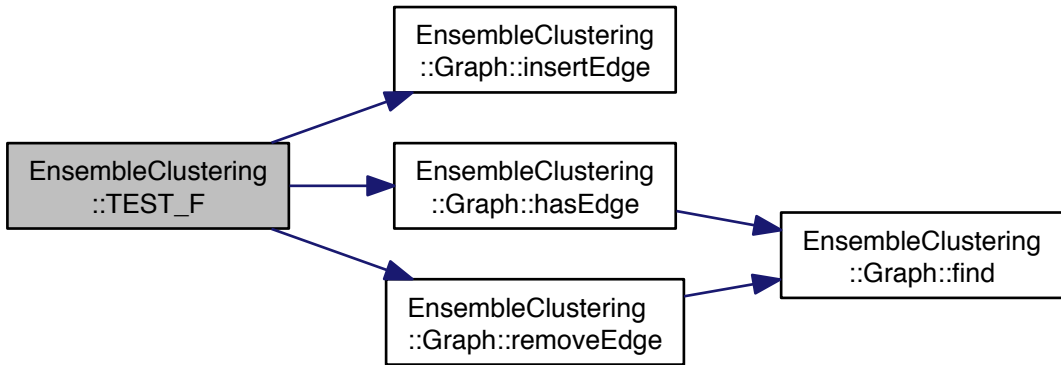 EnsembleClustering
::TEST_F
EnsembleClustering
::Graph::insertEdge
EnsembleClustering
::Graph::hasEdge
EnsembleClustering
::Graph::removeEdge
EnsembleClustering
::Graph::find